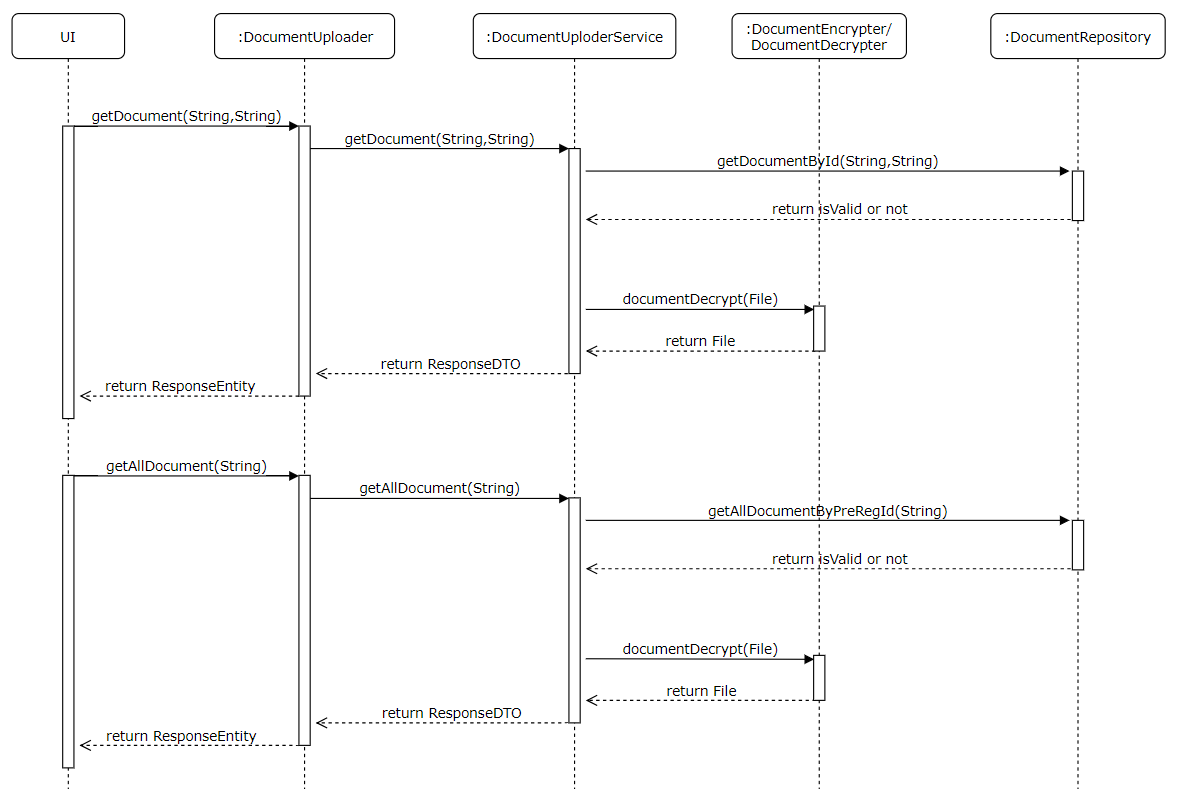 UI
:DocumentUploader
:DocumentUploderService
:DocumentEncrypter/
DocumentDecrypter
:DocumentRepository
getDocument(String,String)
getDocument(String,String)
getDocumentById(String,String)
return isValid or not
documentDecrypt(File)
return File
return ResponseDTO
return ResponseEntity
getAllDocument(String)
getAllDocument(String)
getAllDocumentByPreRegId(String)
return isValid or not
documentDecrypt(File)
return File
return ResponseDTO
return ResponseEntity